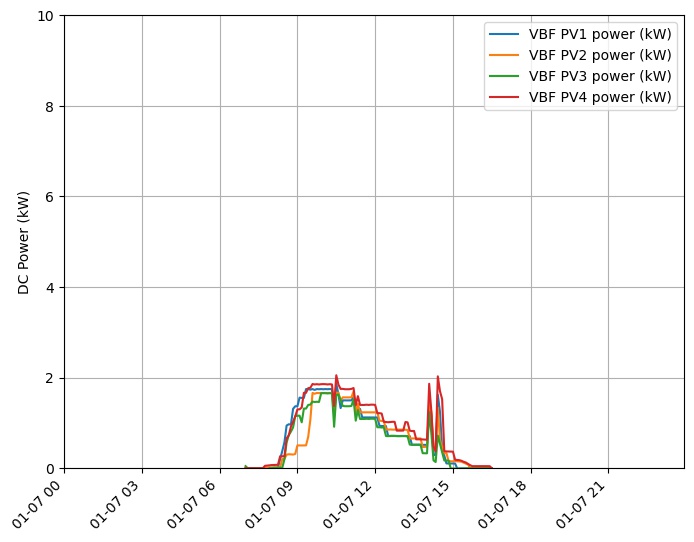 10
8
6
4
2
0
DC Power (kW)
VBF PV1 power (kW)
VBF PV2 power (kW)
VBF PV3 power (kW)
VBF PV4 power (kW)
01-07 00
01-07 03
01-07 06
01-07 09
01-07 12
01-07 15
01-07 18
01-07 21